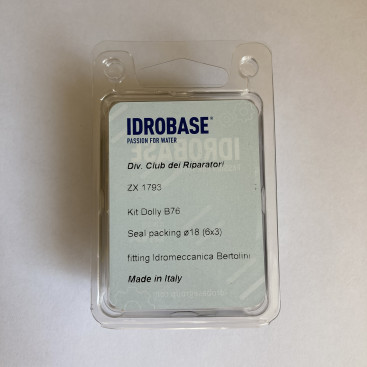 IDROBASE®
PASSION FOR WATER
Div. Club dei Riparatori
ZX 1793
Kit Dolly B76
Seal packing ø18 (6x3)
fitting Idromeccanica Bertolini
Made in Italy